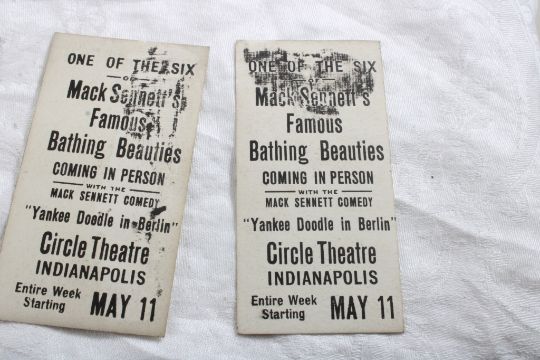 ONE OF THE SIX
OF
Mack Sennett's
Famous
Bathing Beauties
COMING IN PERSON
WITH THE
MACK SENNETT COMEDY
"Yankee Doodle in Berlin"
Circle Theatre
INDIANAPOLIS
Entire Week
Starting MAY 11
ONE OF THE SIX
OF
Mack Sennett's
Famous
Bathing Beauties
COMING IN PERSON
WITH THE
MACK SENNETT COMEDY
"Yankee Doodle in Berlin"
Circle Theatre
INDIANAPOLIS
Entire Week
Starting MAY 11